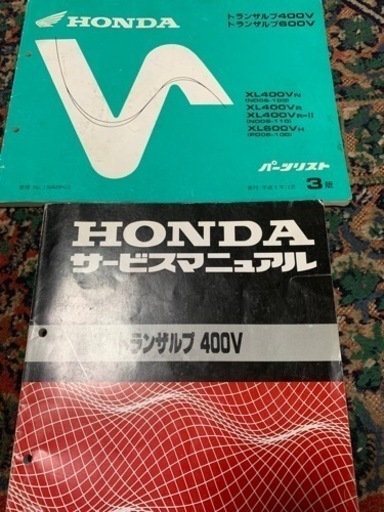 HONDA
トランザルプ400V
トランザルプ600V
XL400VN
(ND06-100)
XL400VR
XL400VR-II
(ND06-110)
XL600VH
(PD06-100)
パーツリスト
3版
HONDA
サービスマニュアル
トランザルプ 400V